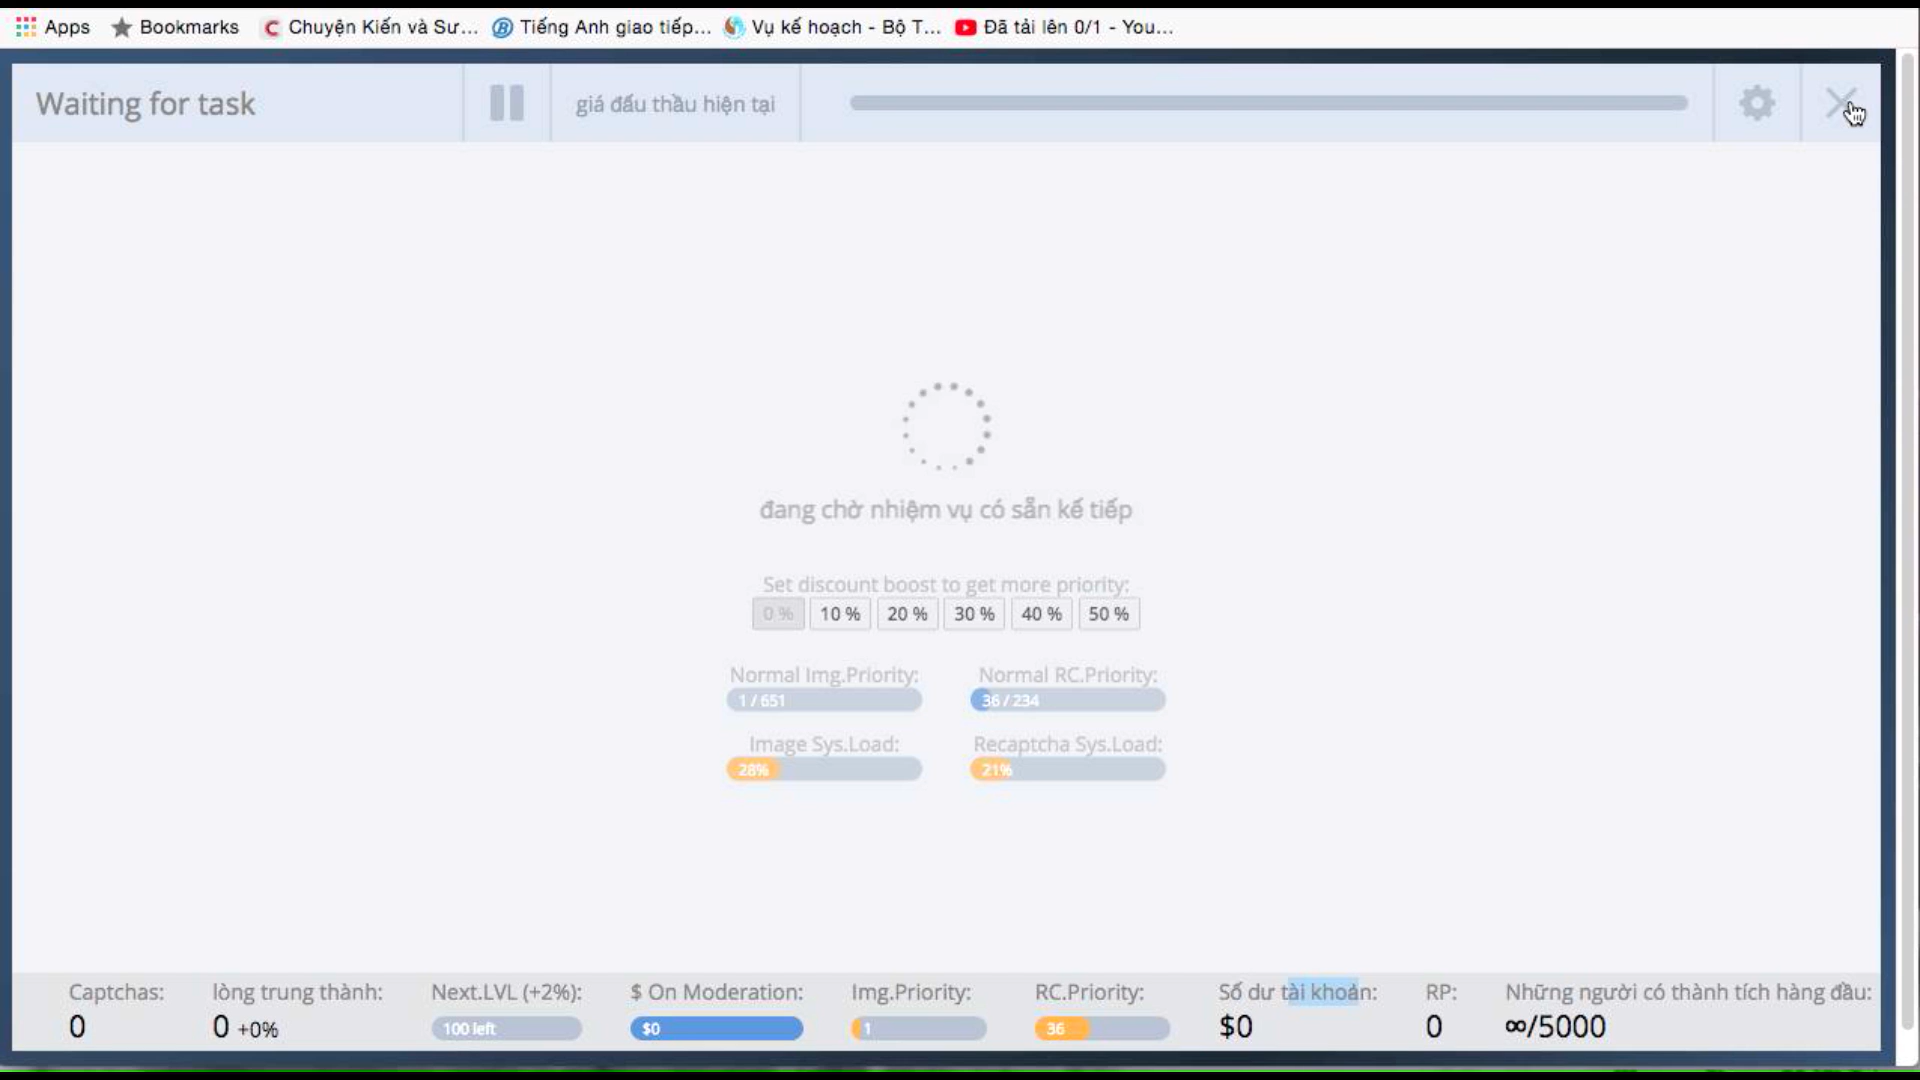 Apps Bookmarks Chuyện Kiến và Sư... Tiếng Anh giao tiếp... Vụ kế hoạch - Bộ T... Đã tải lên 0/1 - You...
Waiting for task giá đấu thầu hiện tại
đang chờ nhiệm vụ có sẵn kế tiếp
Set discount boost to get more priority:
0 % 10 % 20 % 30 % 40 % 50 %
Normal Img.Priority: Normal RC.Priority:
1 / 651 36 / 234
Image Sys.Load: Recaptcha Sys.Load:
28% 21%
Captchas: lòng trung thành: Next.LVL (+2%): $ On Moderation: Img.Priority: RC.Priority: Số dư tài khoản: RP: Những người có thành tích hàng đầu:
0 0 +0% 100 left $0 1 36 $0 0 ∞/5000